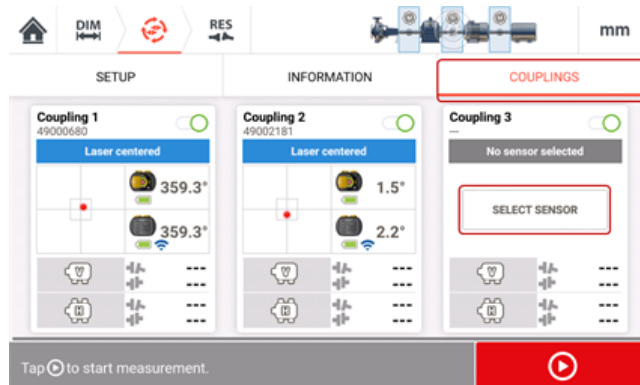 DIM
RES
mm
SETUP
INFORMATION
COUPLINGS
Coupling 1
49000680
Laser centered
359.3°
359.3°
V
---
---
H
---
---
Coupling 2
49002181
Laser centered
1.5°
2.2°
V
---
---
H
---
---
Coupling 3
---
No sensor selected
SELECT SENSOR
V
---
---
H
---
---
Tap to start measurement.